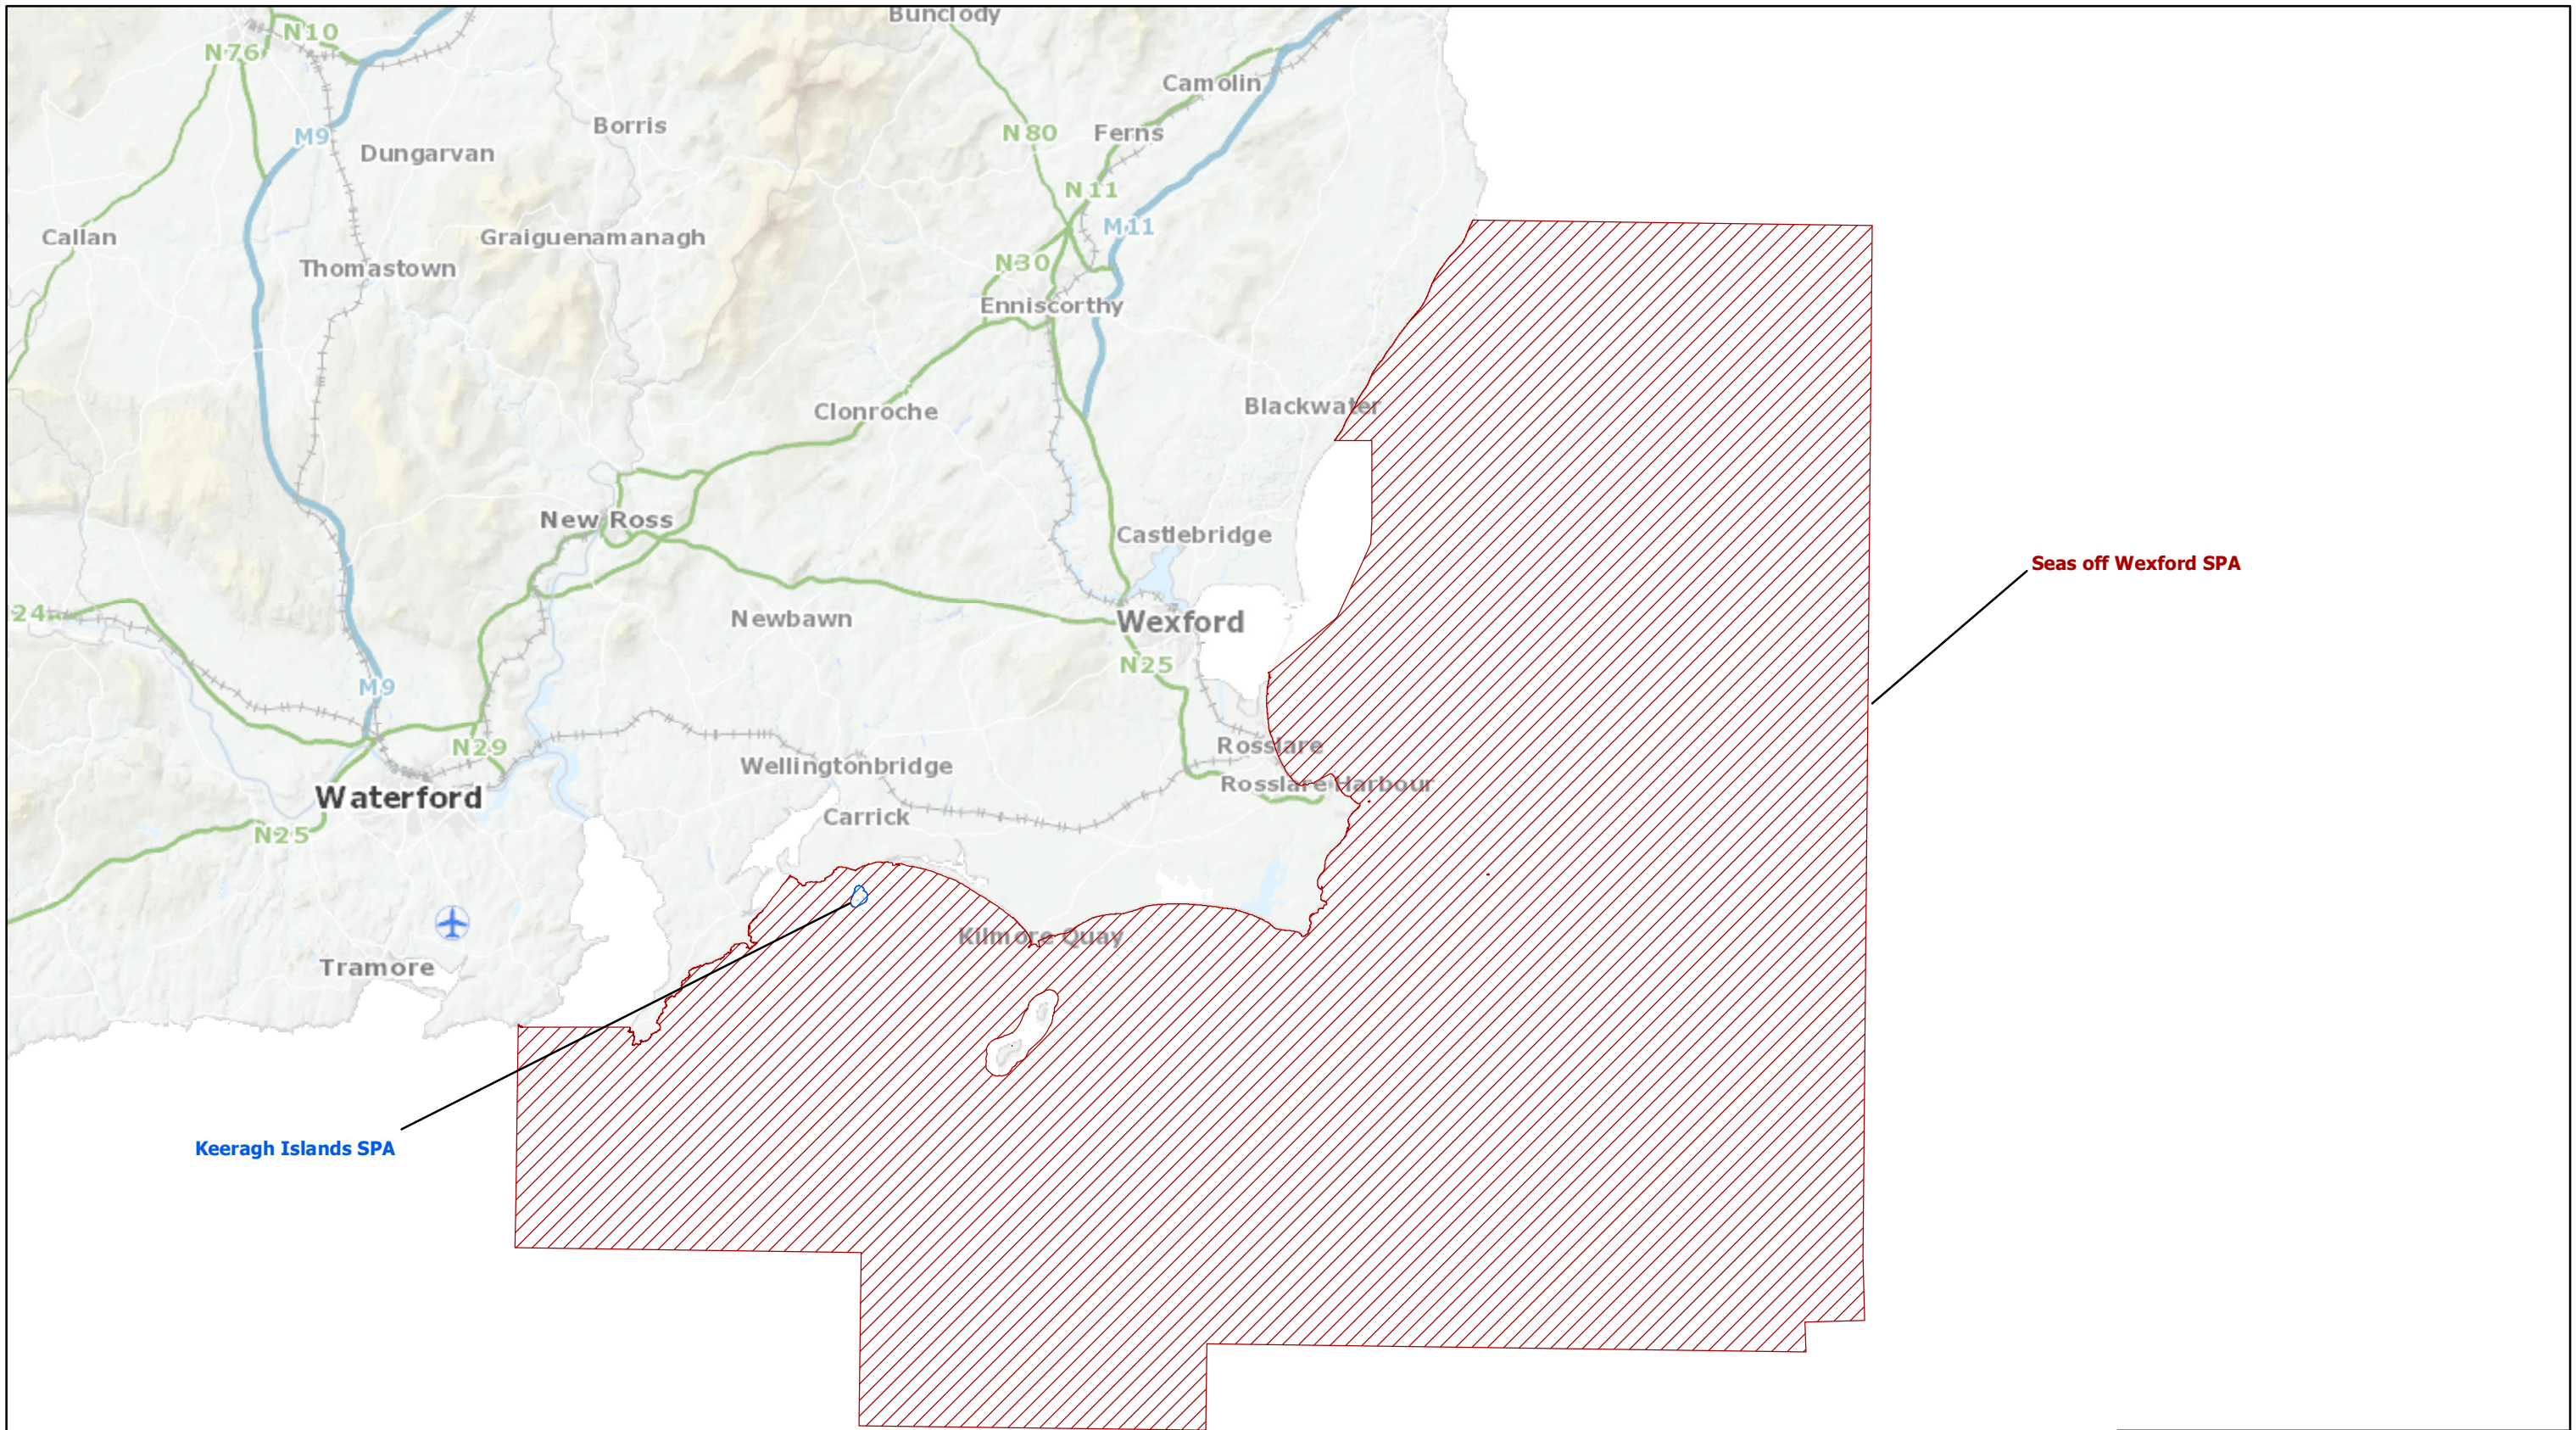 Bunclody
N10
N76
Camolin
Borris
N80
Ferns
M9
Dungarvan
N11
M11
Callan
Graiguenamanagh
Thomastown
N30
Enniscorthy
Blackwater
Clonroche
New Ross
Castlebridge
Seas off Wexford SPA
24
Newbawn
Wexford
N25
M9
N29
Rosslare
Wellingtonbridge
Rosslare Harbour
Waterford
Carrick
N25
Kilmore Quay
Tramore
Keeragh Islands SPA